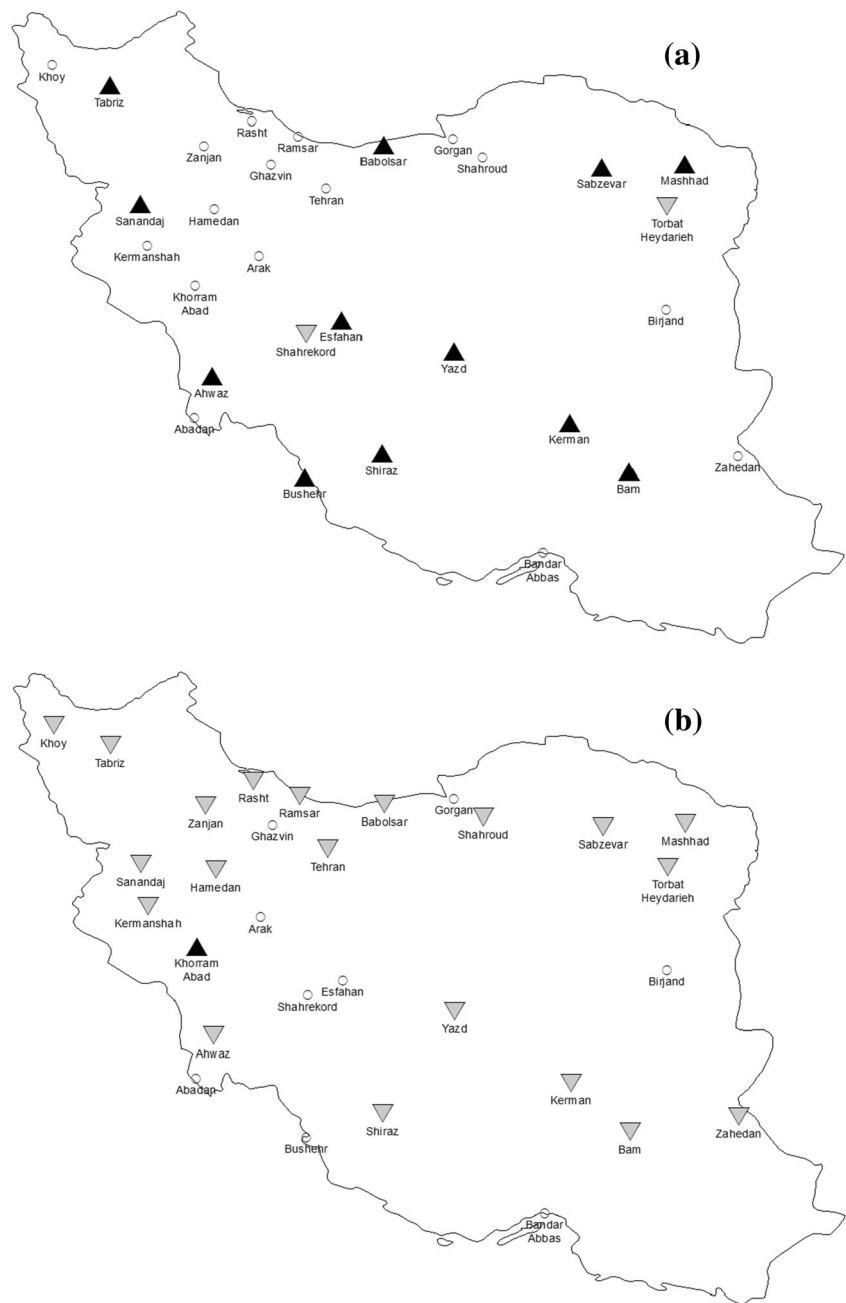 (a)
Khoy
Tabriz
Rasht
Ramsar
Zanjan
Ghazvin
Babolsar
Gorgan
Shahroud
Tehran
Sabzevar
Mashhad
Sanandaj
Hamedan
Torbat
Heydarieh
Kermanshah
Arak
Khorram
Abad
Birjand
Esfahan
Shahrekord
Yazd
Ahwaz
Abadan
Kerman
Shiraz
Zahedan
Bushehr
Bam
Bandar
Abbas
(b)
Khoy
Tabriz
Rasht
Ramsar
Zanjan
Ghazvin
Babolsar
Gorgan
Shahroud
Tehran
Sabzevar
Mashhad
Sanandaj
Hamedan
Torbat
Heydarieh
Kermanshah
Arak
Khorram
Abad
Birjand
Esfahan
Shahrekord
Yazd
Ahwaz
Abadan
Kerman
Shiraz
Zahedan
Bushehr
Bam
Bandar
Abbas